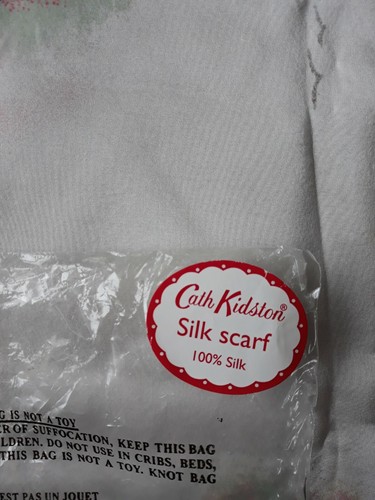 Cath Kidston®
Silk scarf
100% Silk
G IS NOT A TOY
ER OF SUFFOCATION, KEEP THIS BAG
LDREN. DO NOT USE IN CRIBS, BEDS,
THIS BAG IS NOT A TOY. KNOT BAG
EST PAS UN JOUET